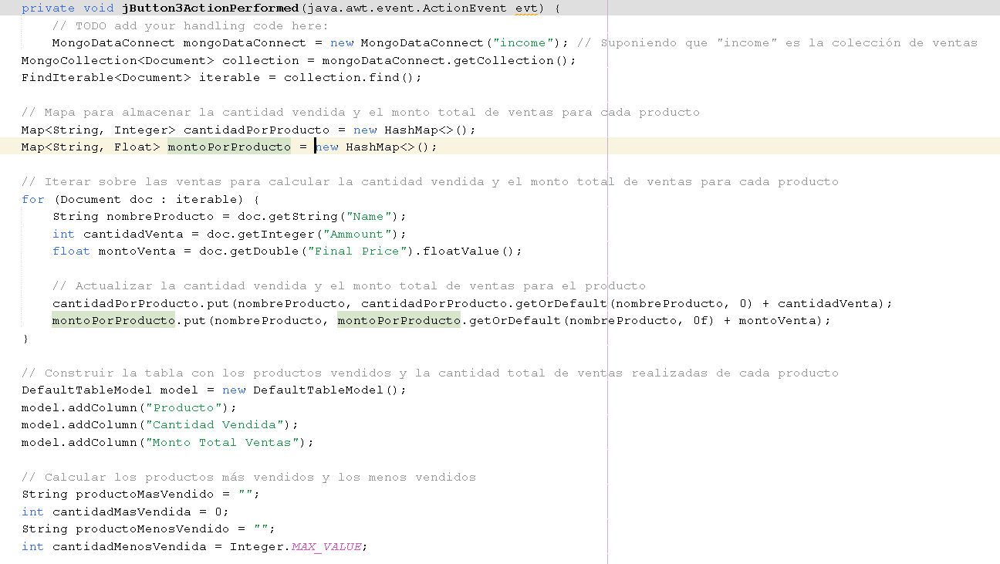 private void jButton3ActionPerformed(java.awt.event.ActionEvent evt) {
// TODO add your handling code here:
MongoDataConnect mongoDataConnect = new MongoDataConnect("income"); // Suponiendo que "income" es la colección de ventas
MongoCollection<Document> collection = mongoDataConnect.getCollection();
FindIterable<Document> iterable = collection.find();
// Mapa para almacenar la cantidad vendida y el monto total de ventas para cada producto
Map<String, Integer> cantidadPorProducto = new HashMap<>();
Map<String, Float> montoPorProducto = new HashMap<>();
// Iterar sobre las ventas para calcular la cantidad vendida y el monto total de ventas para cada producto
for (Document doc : iterable) {
String nombreProducto = doc.getString("Name");
int cantidadVenta = doc.getInteger("Ammount");
float montoVenta = doc.getDouble("Final Price").floatValue();
// Actualizar la cantidad vendida y el monto total de ventas para el producto
cantidadPorProducto.put(nombreProducto, cantidadPorProducto.getOrDefault(nombreProducto, 0) + cantidadVenta);
montoPorProducto.put(nombreProducto, montoPorProducto.getOrDefault(nombreProducto, 0f) + montoVenta);
}
// Construir la tabla con los productos vendidos y la cantidad total de ventas realizadas de cada producto
DefaultTableModel model = new DefaultTableModel();
model.addColumn("Producto");
model.addColumn("Cantidad Vendida");
model.addColumn("Monto Total Ventas");
// Calcular los productos más vendidos y los menos vendidos
String productoMasVendido = "";
int cantidadMasVendida = 0;
String productoMenosVendido = "";
int cantidadMenosVendida = Integer.MAX_VALUE;